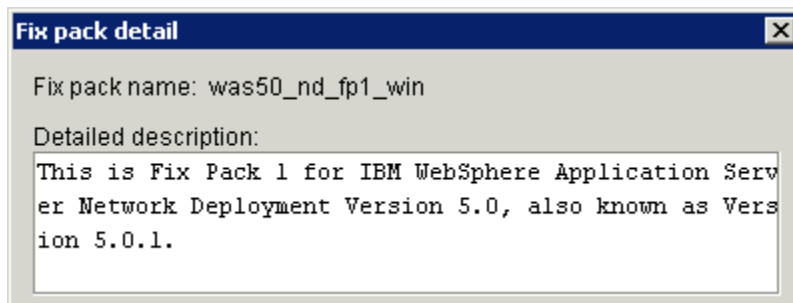 Fix pack detail
Fix pack name: was50_nd_fp1_win
Detailed description:
This is Fix Pack 1 for IBM WebSphere Application Serv
er Network Deployment Version 5.0, also known as Vers
ion 5.0.1.